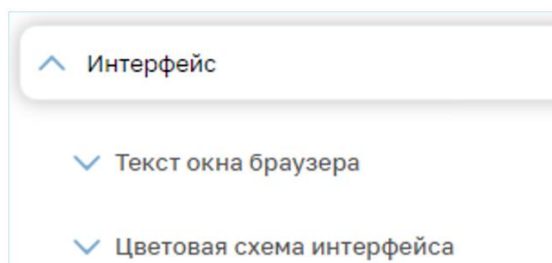 Интерфейс
Текст окна браузера
Цветовая схема интерфейса